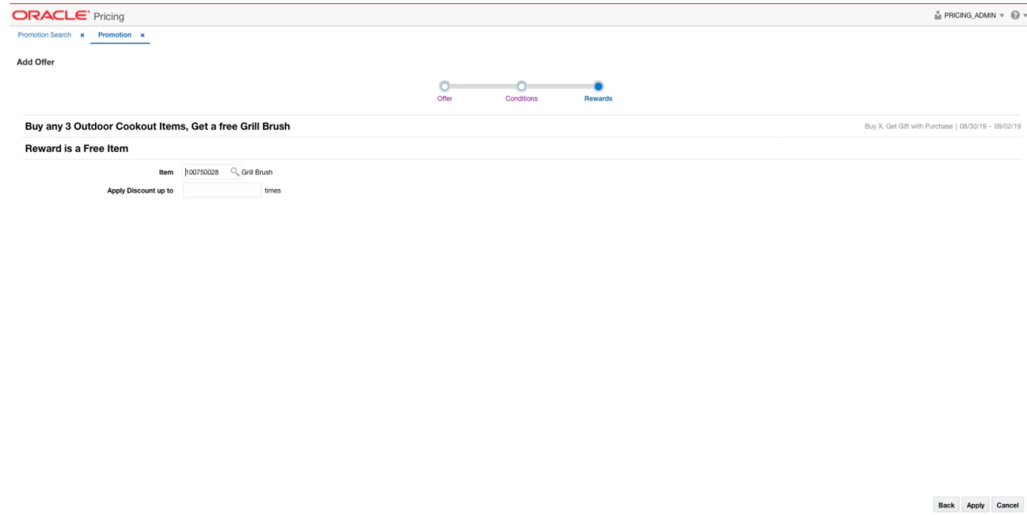 ORACLE Pricing PRICING_ADMIN
Promotion Search x Promotion x
Add Offer
Offer Conditions Rewards
Buy any 3 Outdoor Cookout Items, Get a free Grill Brush Buy X, Get Gift with Purchase | 08/30/19 - 09/02/19
Reward is a Free Item
Item 100750028 Grill Brush
Apply Discount up to times
Back Apply Cancel